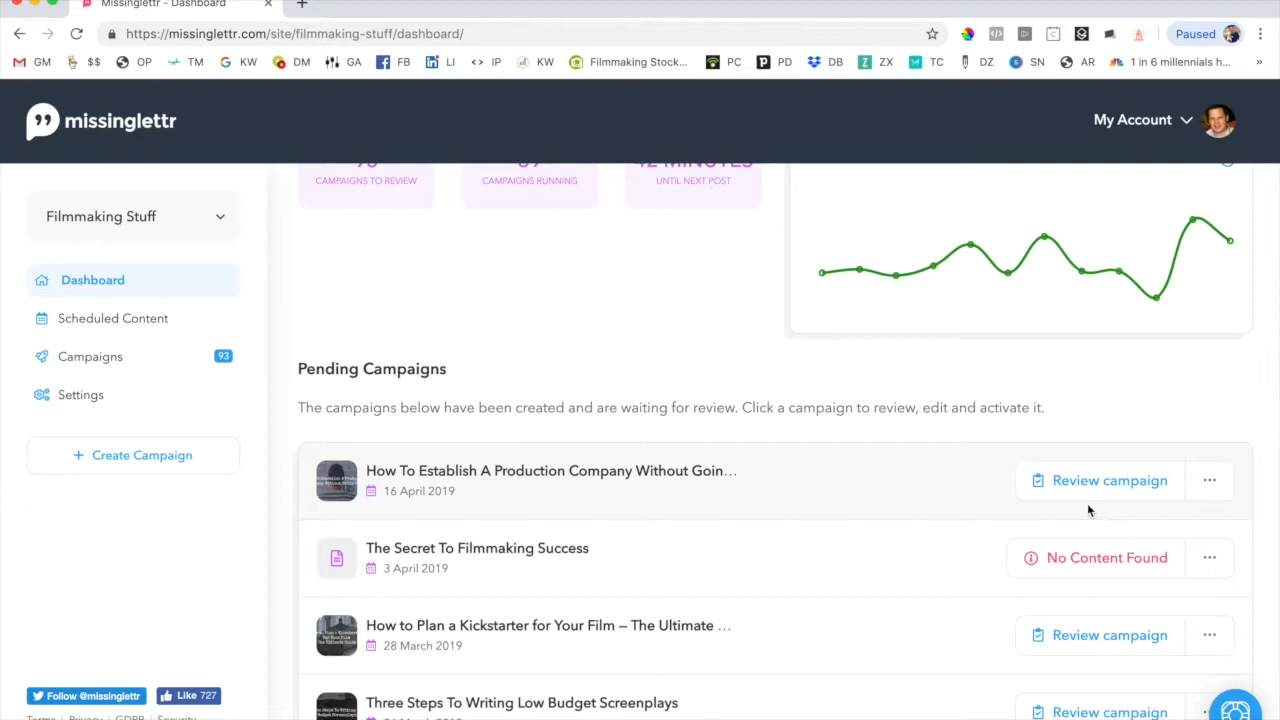 Missinglettr - Dashboard
https://missinglettr.com/site/filmmaking-stuff/dashboard/
Paused
GM $$ OP TM KW DM GA FB LI <> IP KW Filmmaking Stock... PC PD DB ZX TC DZ SN AR 1 in 6 millennials h... »
missinglettr
My Account
Filmmaking Stuff
Dashboard
Scheduled Content
Campaigns 93
Settings
+ Create Campaign
Follow @missinglettr
Like 727
Terms Privacy GDPR Security
12 MINUTES
CAMPAIGNS TO REVIEW
CAMPAIGNS RUNNING
UNTIL NEXT POST
Pending Campaigns
The campaigns below have been created and are waiting for review. Click a campaign to review, edit and activate it.
How To Establish A Production Company Without Goin...
16 April 2019
Review campaign ...
The Secret To Filmmaking Success
3 April 2019
No Content Found ...
How to Plan a Kickstarter for Your Film – The Ultimate ...
28 March 2019
Review campaign ...
Three Steps To Writing Low Budget Screenplays
Review campaign